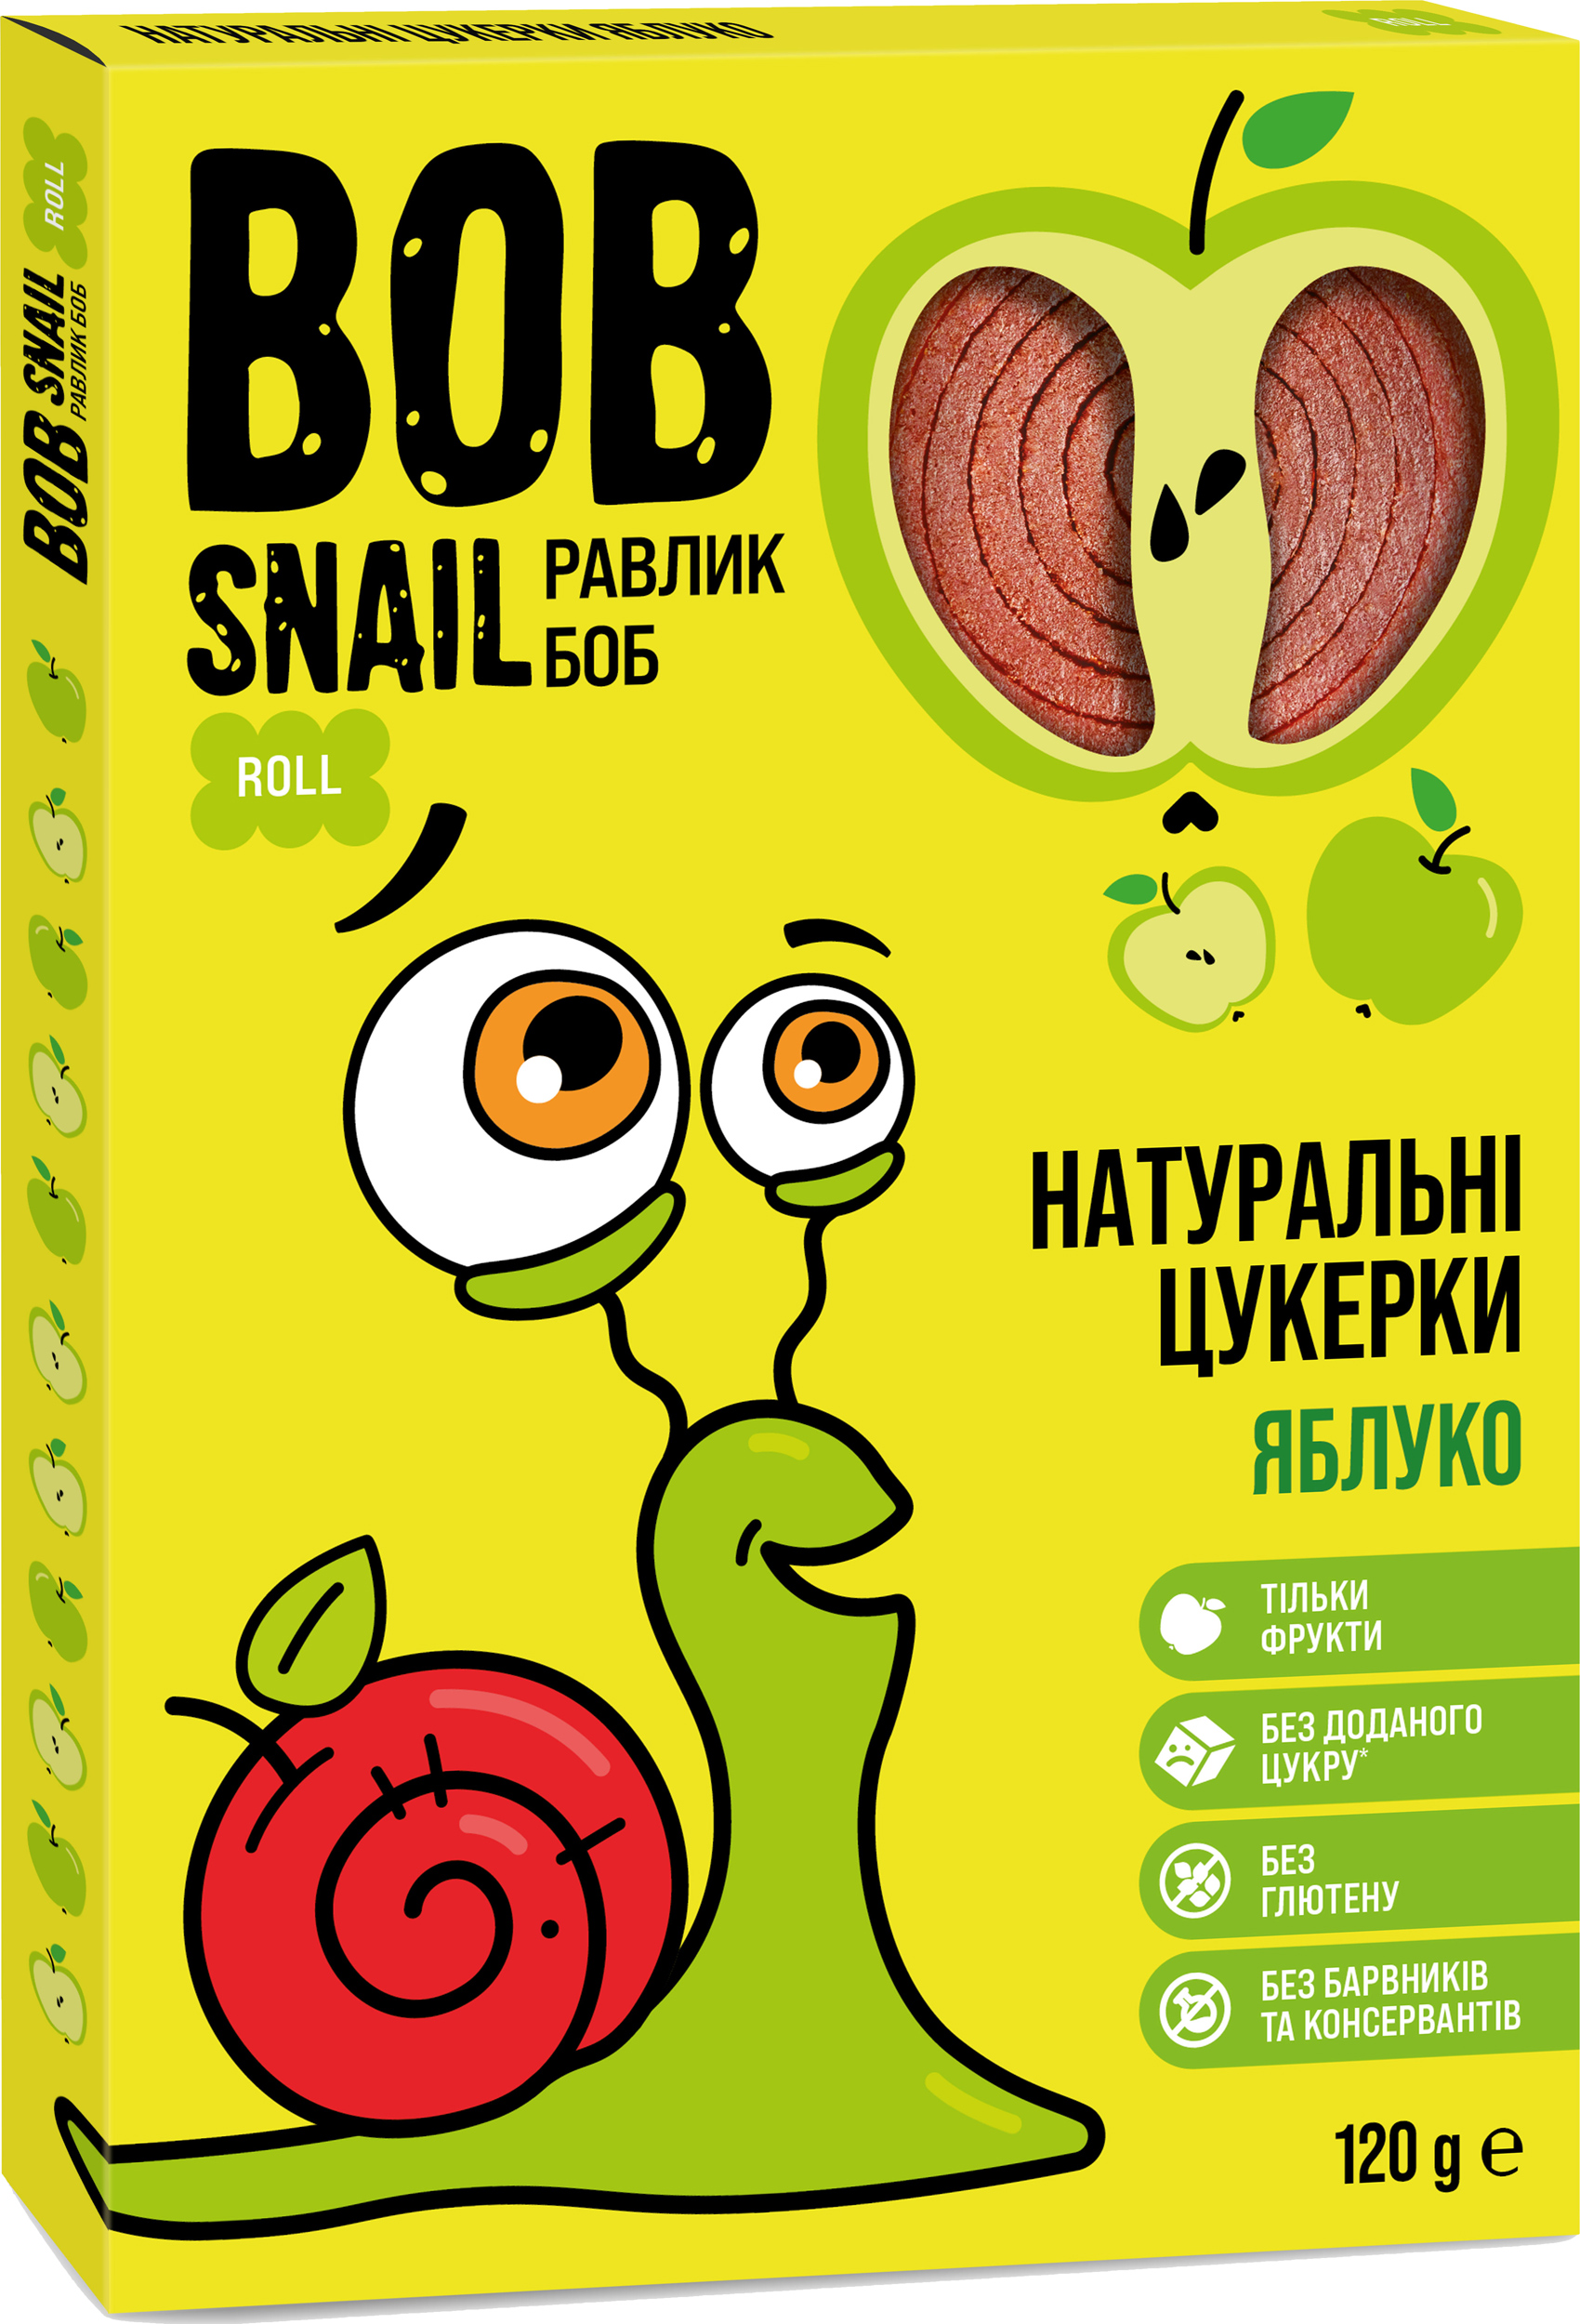 НАТУРАЛЬНІ ЦУКЕРКИ ЯБЛУКО
ROLL
BOB
SNAIL
РАВЛИК
БОБ
ROLL
НАТУРАЛЬНІ
ЦУКЕРКИ
ЯБЛУКО
ТІЛЬКИ
ФРУКТИ
БЕЗ ДОДАНОГО
ЦУКРУ*
БЕЗ
ГЛЮТЕНУ
БЕЗ БАРВНИКІВ
ТА КОНСЕРВАНТІВ
120 g ℮
BOB SNAIL
РАВЛИК БОБ
ROLL